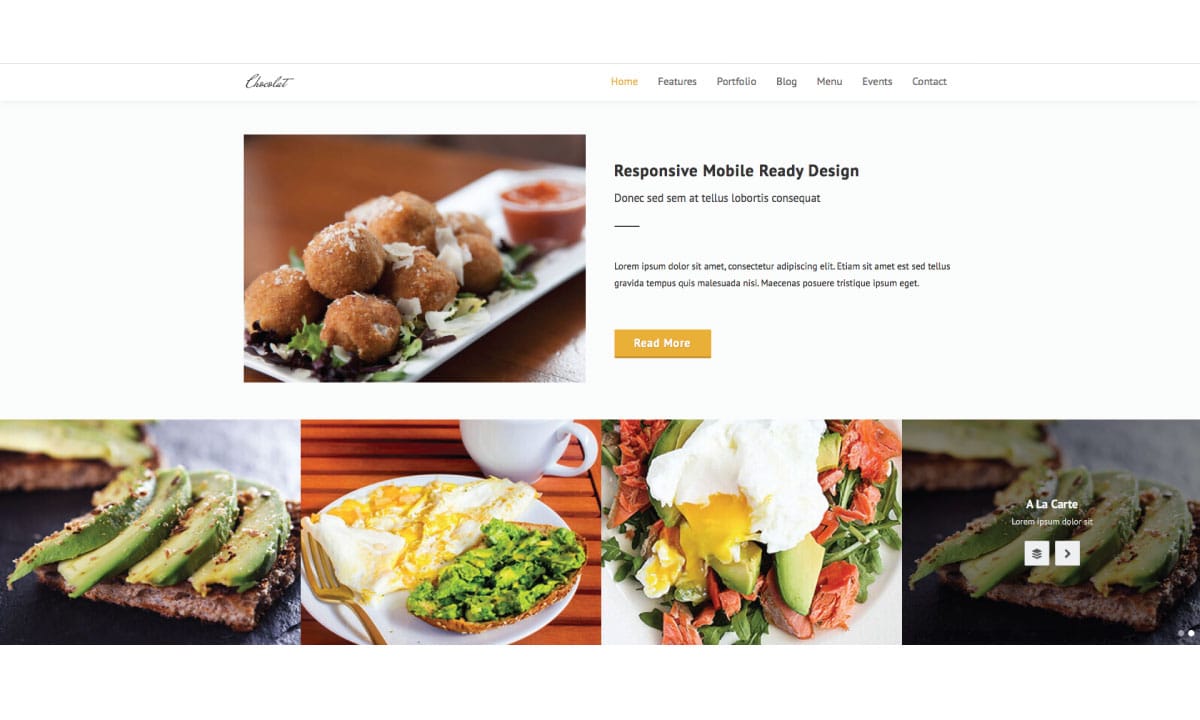 Chocolat
Home Features Portfolio Blog Menu Events Contact
Responsive Mobile Ready Design
Donec sed sem at tellus lobortis consequat
Lorem ipsum dolor sit amet, consectetur adipiscing elit. Etiam sit amet est sed tellus
gravida tempus quis malesuada nisi. Maecenas posuere tristique ipsum eget.
Read More
A La Carte
Lorem ipsum dolor sit